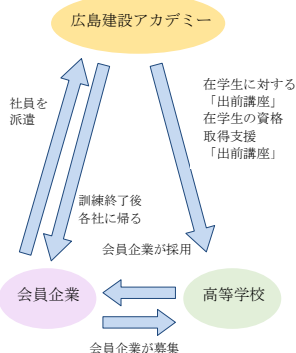 広島建設アカデミー
社員を
派遣
在学生に対する
「出前講座」
在学生の資格
取得支援
「出前講座」
訓練終了後
各社に帰る
会員企業が採用
会員企業
高等学校
会員企業が募集